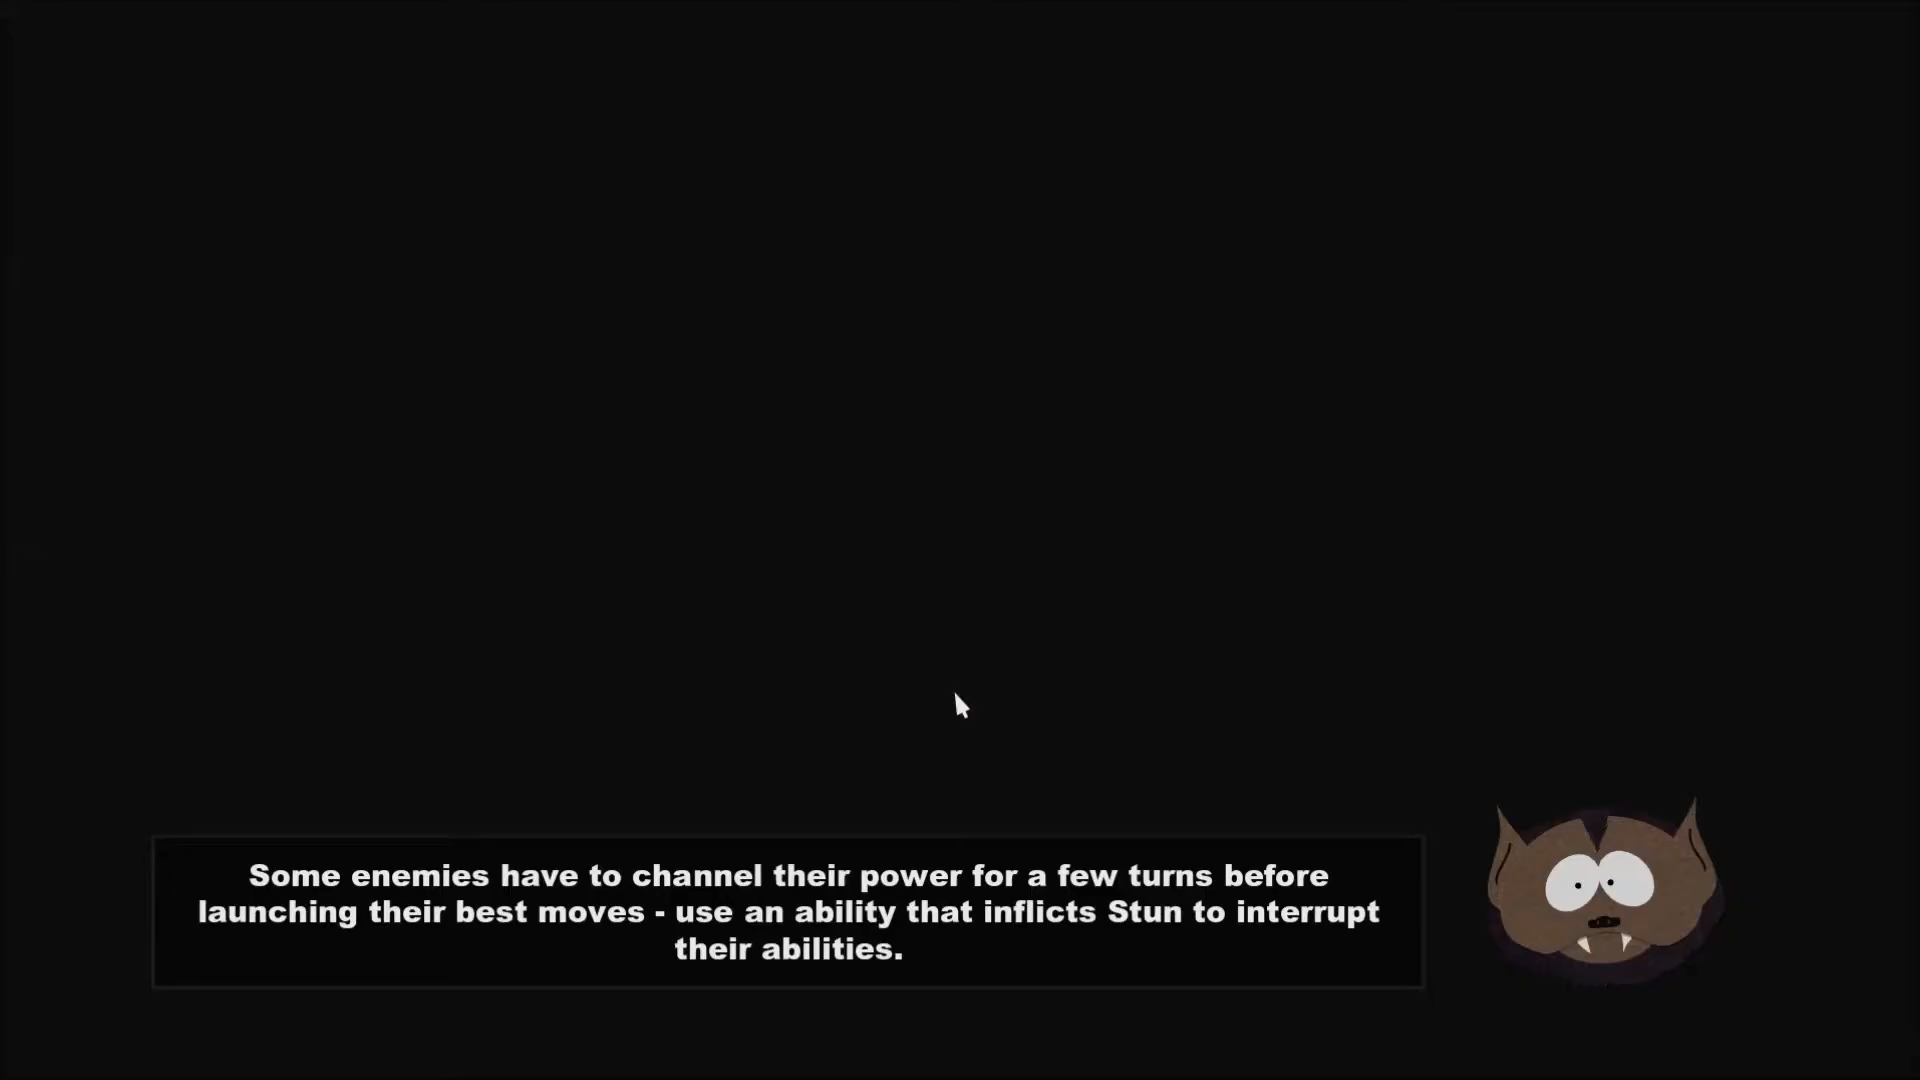 Some enemies have to channel their power for a few turns before
launching their best moves - use an ability that inflicts Stun to interrupt
their abilities.